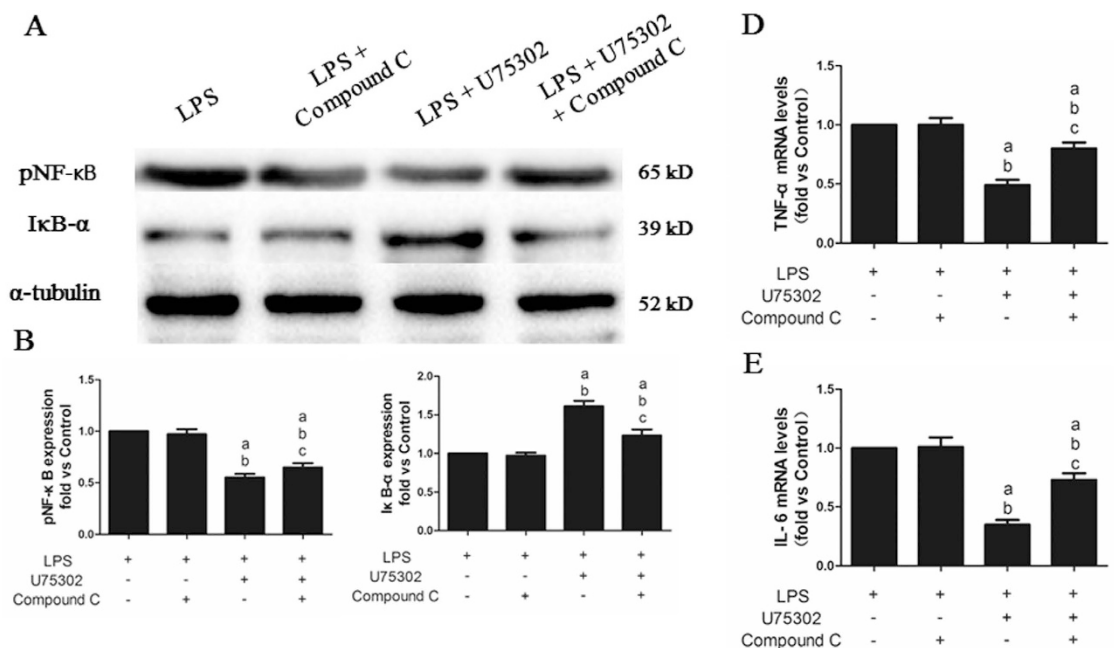 A
LPS
LPS +
Compound C
LPS + U75302
LPS + U75302
+ Compound C
pNF-κB
65 kD
IκB-α
39 kD
α-tubulin
52 kD
B
pNF-κ B expression
fold vs Control
1.5
1.0
0.5
0.0
a
b
a
b
c
LPS + + + +
U75302 - - + +
Compound C - + - +
Iκ B-α expression
fold vs Control
2.0
1.5
1.0
0.5
0.0
a
b
a
b
c
LPS + + + +
U75302 - - + +
Compound C - + - +
D
TNF-α mRNA levels
(fold vs Control)
1.5
1.0
0.5
0.0
a
b
a
b
c
LPS + + + +
U75302 - - + +
Compound C - + - +
E
IL-6 mRNA levels
(fold vs Control)
1.5
1.0
0.5
0.0
a
b
a
b
c
LPS + + + +
U75302 - - + +
Compound C - + - +